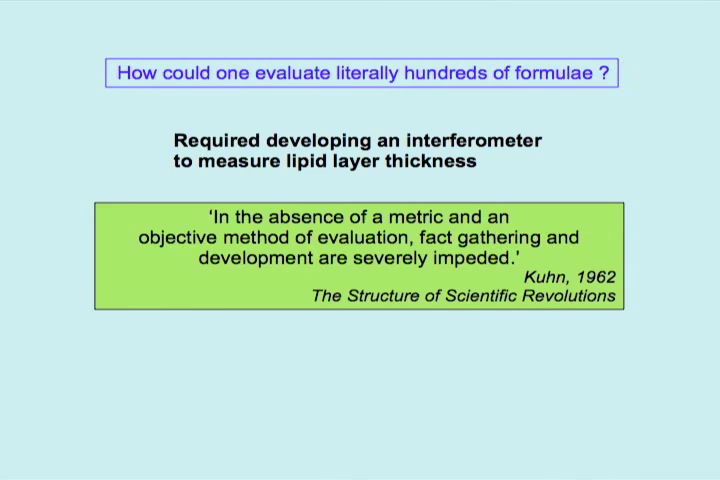 How could one evaluate literally hundreds of formulae ?
Required developing an interferometer
to measure lipid layer thickness
‘In the absence of a metric and an
objective method of evaluation, fact gathering and
development are severely impeded.’
Kuhn, 1962
The Structure of Scientific Revolutions